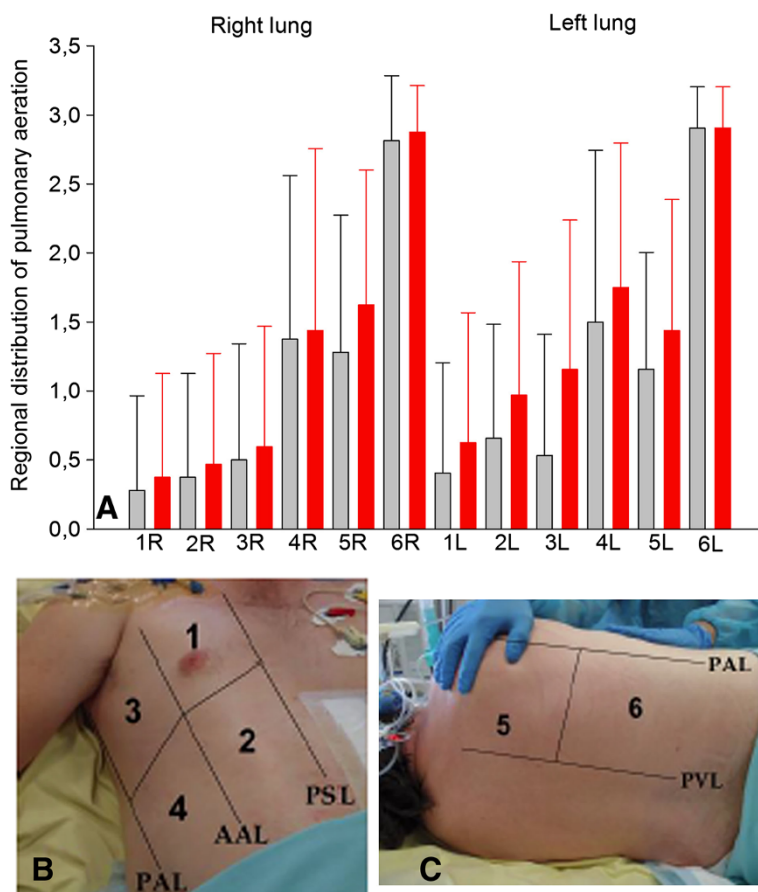 Right lung
Left lung
Regional distribution of pulmonary aeration
3,5
3,0
2,5
2,0
1,5
1,0
0,5
0,0
A
1R 2R 3R 4R 5R 6R 1L 2L 3L 4L 5L 6L
1
3
2
4
PSL
AAL
PAL
B
PAL
5
6
PVL
C